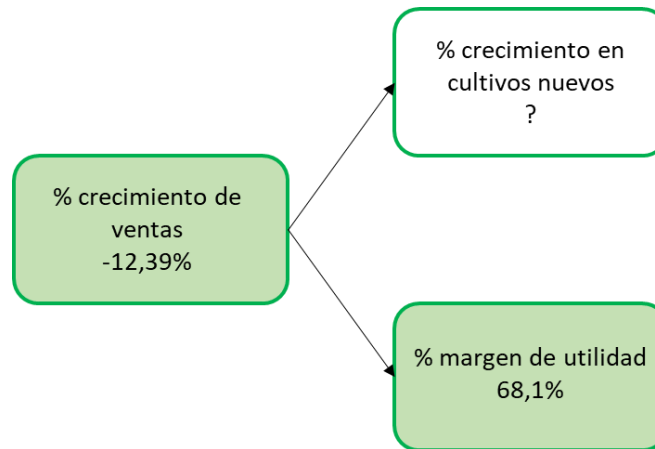 % crecimiento en
cultivos nuevos
?
% crecimiento de
ventas
-12,39%
% margen de utilidad
68,1%